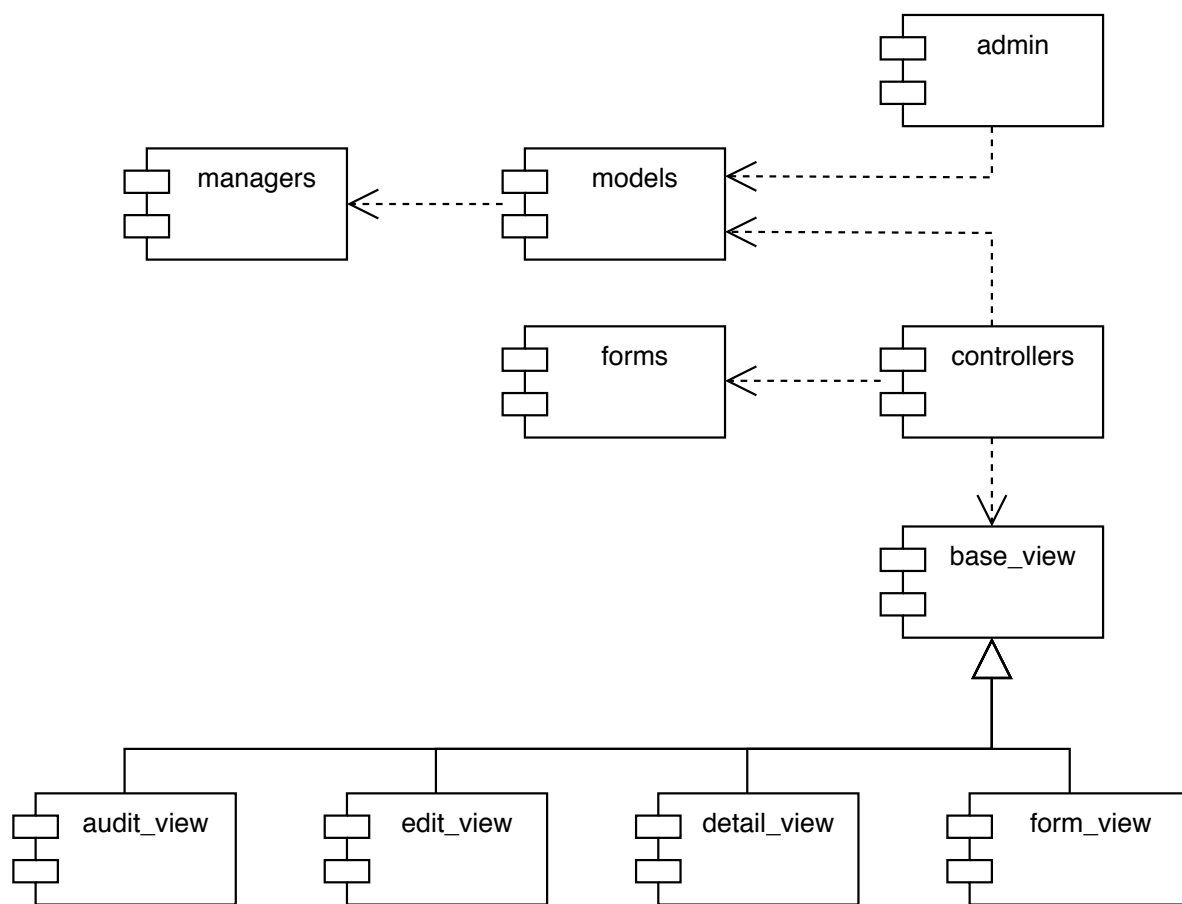 admin
managers
models
forms
controllers
base_view
audit_view
edit_view
detail_view
form_view